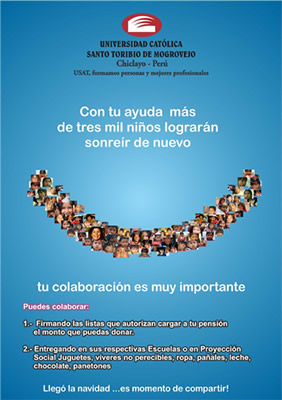 UNIVERSIDAD CATÓLICA
SANTO TORIBIO DE MOGROVEJO
Chiclayo - Perú
USAT, formamos personas y mejores profesionales
Con tu ayuda más
de tres mil niños lograrán
sonreír de nuevo
tu colaboración es muy importante
Puedes colaborar:
1.- Firmando las listas que autorizan cargar a tu pensión
el monto que puedas donar.
2.- Entregando en sus respectivas Escuelas o en Proyección
Social Juguetes, víveres no perecibles, ropa, pañales, leche,
chocolate, panetones
Llegó la navidad ...es momento de compartir!